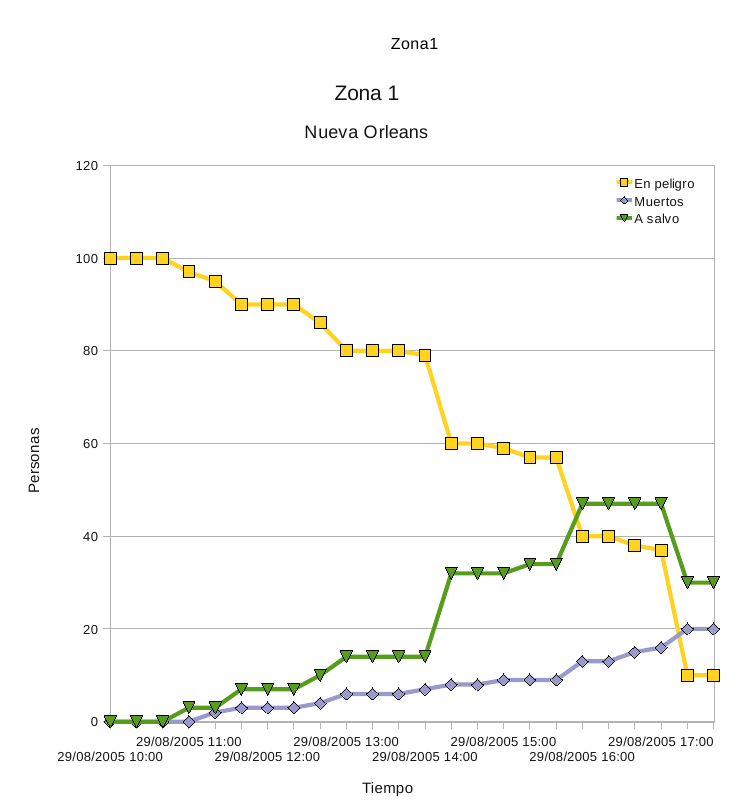 Zona1
Zona 1
Nueva Orleans
120
100
80
60
40
20
0
En peligro
Muertos
A salvo
Personas
29/08/2005 11:00 29/08/2005 13:00 29/08/2005 15:00 29/08/2005 17:00
29/08/2005 10:00 29/08/2005 12:00 29/08/2005 14:00 29/08/2005 16:00
Tiempo